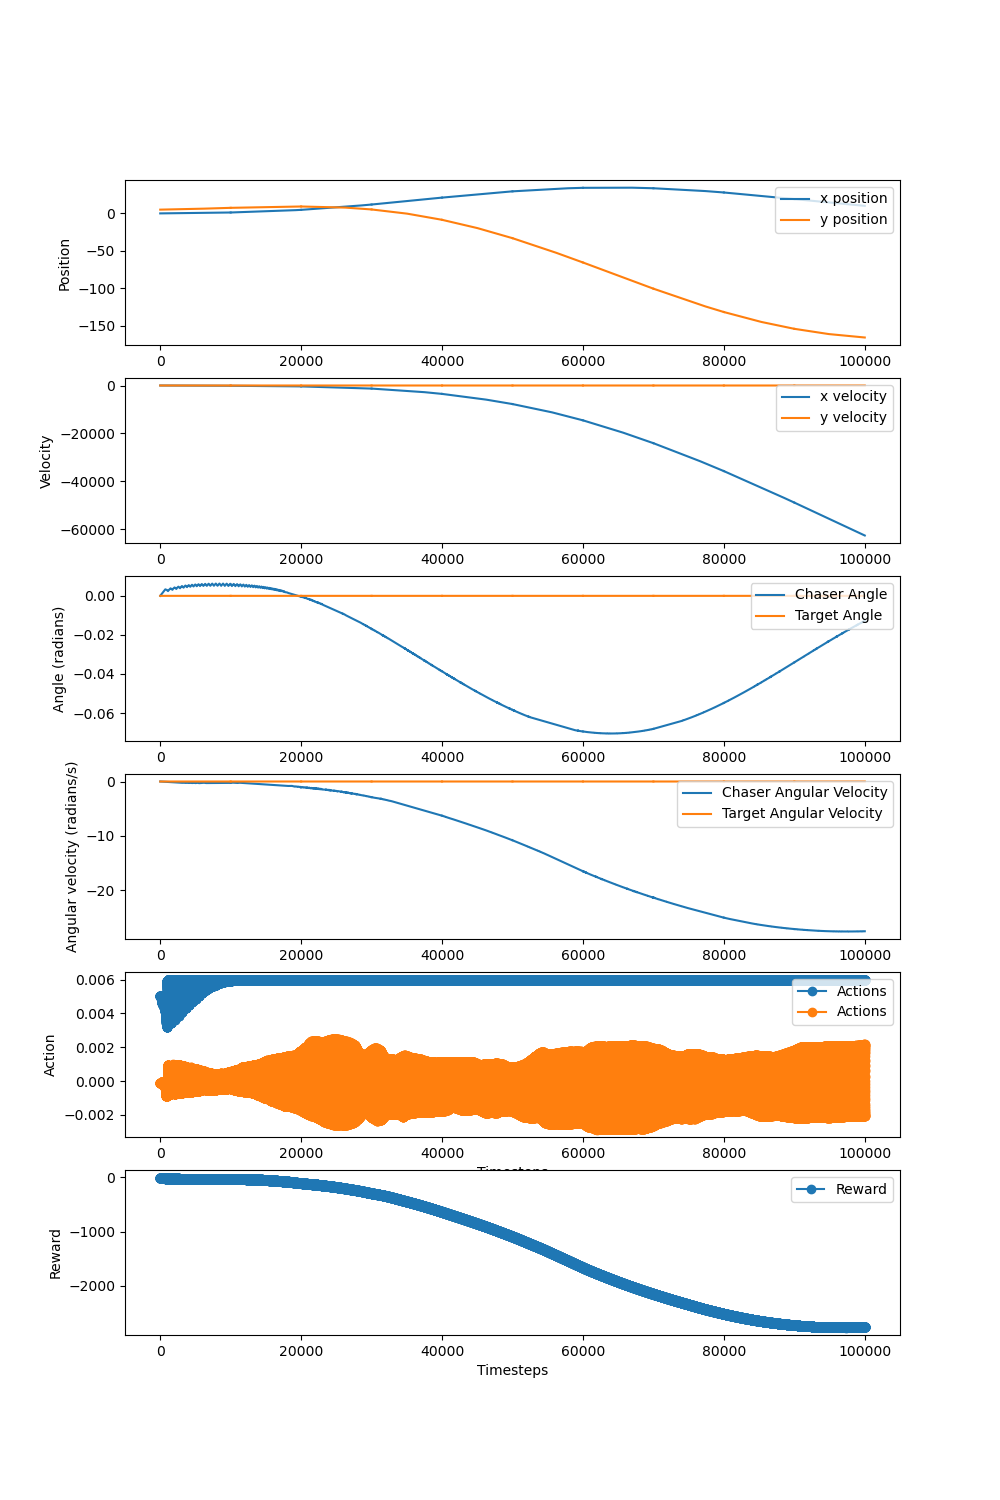 0
−50
−100
−150
Position
x position
y position
0 20000 40000 60000 80000 100000
0
−20000
−40000
−60000
Velocity
x velocity
y velocity
0 20000 40000 60000 80000 100000
0.00
−0.02
−0.04
−0.06
Angle (radians)
Chaser Angle
Target Angle
0 20000 40000 60000 80000 100000
0
−10
−20
Angular velocity (radians/s)
Chaser Angular Velocity
Target Angular Velocity
0 20000 40000 60000 80000 100000
0.006
0.004
0.002
0.000
−0.002
Action
Actions
Actions
0 20000 40000 60000 80000 100000
Timesteps
0
−1000
−2000
Reward
Reward
0 20000 40000 60000 80000 100000
Timesteps